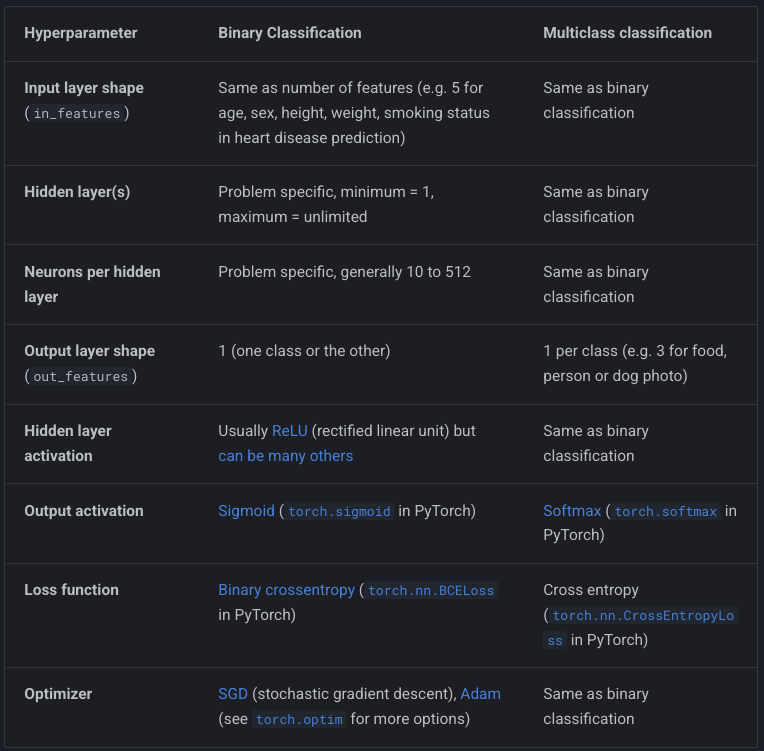 Hyperparameter
Binary Classification
Multiclass classification
Input layer shape
(in_features)
Same as number of features (e.g. 5 for
age, sex, height, weight, smoking status
in heart disease prediction)
Same as binary
classification
Hidden layer(s)
Problem specific, minimum = 1,
maximum = unlimited
Same as binary
classification
Neurons per hidden
layer
Problem specific, generally 10 to 512
Same as binary
classification
Output layer shape
(out_features)
1 (one class or the other)
1 per class (e.g. 3 for food,
person or dog photo)
Hidden layer
activation
Usually ReLU (rectified linear unit) but
can be many others
Same as binary
classification
Output activation
Sigmoid (torch.sigmoid in PyTorch)
Softmax (torch.softmax in
PyTorch)
Loss function
Binary crossentropy (torch.nn.BCELoss
in PyTorch)
Cross entropy
(torch.nn.CrossEntropyLo
ss in PyTorch)
Optimizer
SGD (stochastic gradient descent), Adam
(see torch.optim for more options)
Same as binary
classification